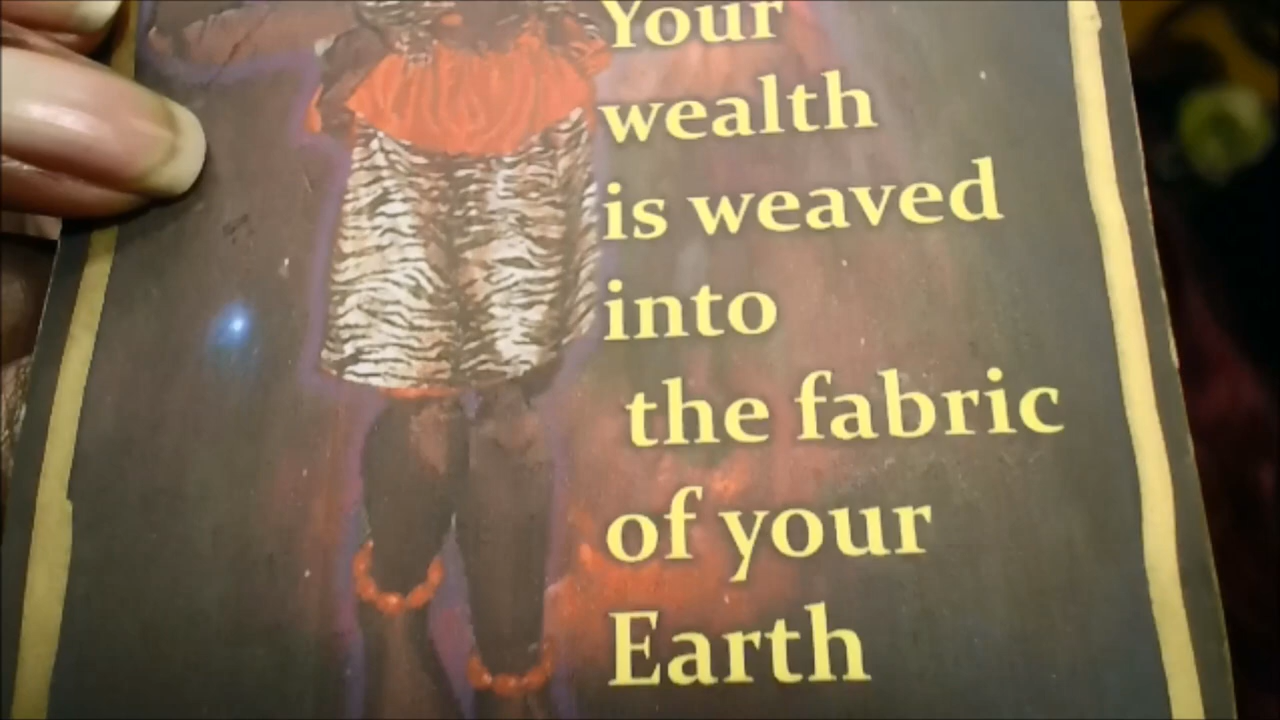 Your
wealth
is weaved
into
the fabric
of your
Earth